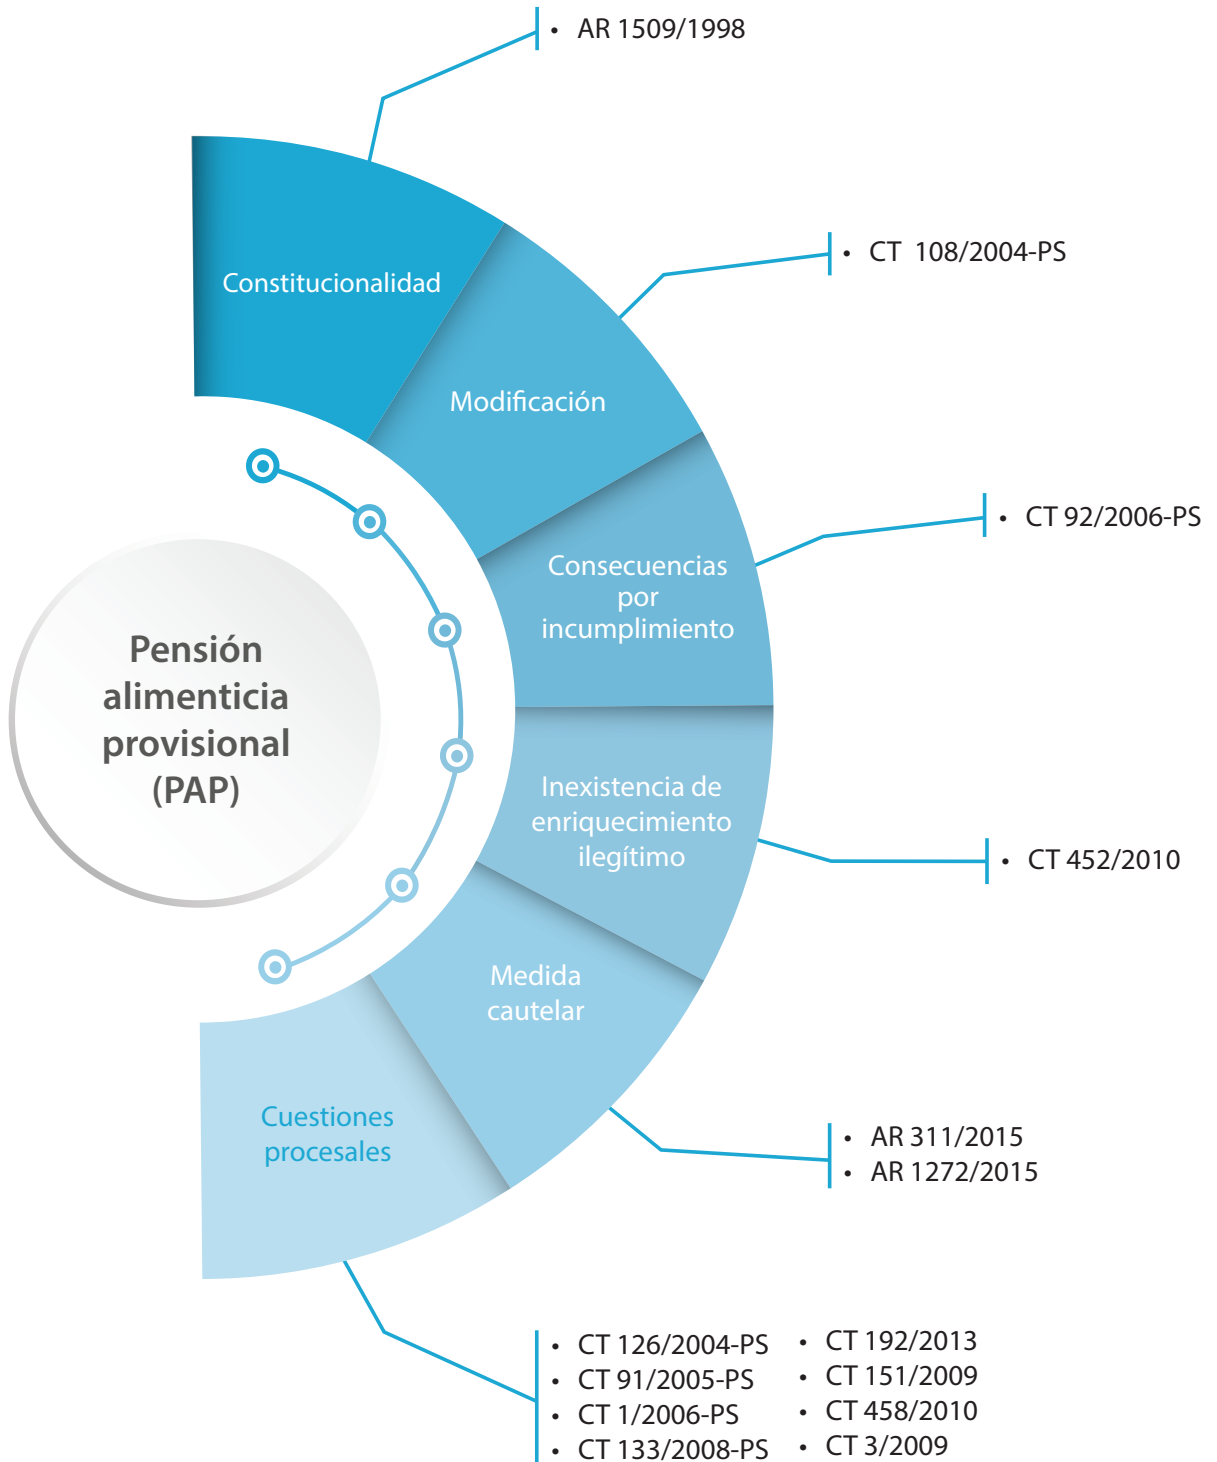 • AR 1509/1998
Constitucionalidad
• CT 108/2004-PS
Modificación
• CT 92/2006-PS
Consecuencias
por
incumplimiento
Pensión
alimenticia
provisional
(PAP)
Inexistencia de
enriquecimiento
ilegítimo
• CT 452/2010
Medida
cautelar
• AR 311/2015
• AR 1272/2015
Cuestiones
procesales
• CT 126/2004-PS
• CT 91/2005-PS
• CT 1/2006-PS
• CT 133/2008-PS
• CT 192/2013
• CT 151/2009
• CT 458/2010
• CT 3/2009